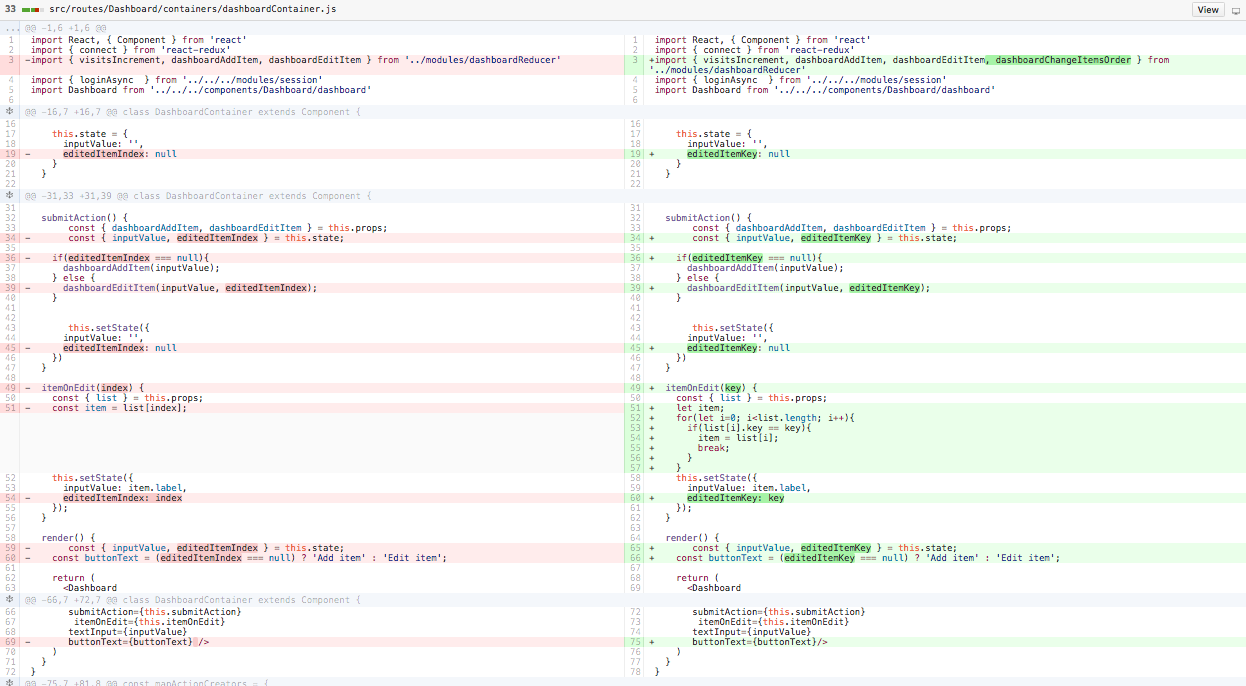 33 src/routes/Dashboard/containers/dashboardContainer.js View
... @@ -1,6 +1,6 @@
1 import React, { Component } from 'react'
2 import { connect } from 'react-redux'
3 -import { visitsIncrement, dashboardAddItem, dashboardEditItem } from '../modules/dashboardReducer'
4 import { loginAsync  } from '../../../modules/session'
5 import Dashboard from '../../../components/Dashboard/dashboard'
6
1 import React, { Component } from 'react'
2 import { connect } from 'react-redux'
3 +import { visitsIncrement, dashboardAddItem, dashboardEditItem, dashboardChangeItemsOrder } from
'../modules/dashboardReducer'
4 import { loginAsync  } from '../../../modules/session'
5 import Dashboard from '../../../components/Dashboard/dashboard'
6
@@ -16,7 +16,7 @@ class DashboardContainer extends Component {
16
17 this.state = {
18 inputValue: '',
19 - editedItemIndex: null
20 }
21 }
22
16
17 this.state = {
18 inputValue: '',
19 + editedItemKey: null
20 }
21 }
22
@@ -31,33 +31,39 @@ class DashboardContainer extends Component {
31
32 submitAction() {
33 const { dashboardAddItem, dashboardEditItem } = this.props;
34 - const { inputValue, editedItemIndex } = this.state;
35
36 - if(editedItemIndex === null){
37 dashboardAddItem(inputValue);
38 } else {
39 - dashboardEditItem(inputValue, editedItemIndex);
40 }
41
42
43 this.setState({
44 inputValue: '',
45 - editedItemIndex: null
46 })
47 }
48
49 - itemOnEdit(index) {
50 const { list } = this.props;
51 - const item = list[index];
52 this.setState({
53 inputValue: item.label,
54 - editedItemIndex: index
55 });
56 }
57
58 render() {
59 - const { inputValue, editedItemIndex } = this.state;
60 - const buttonText = (editedItemIndex === null) ? 'Add item' : 'Edit item';
61
62 return (
63 <Dashboard
31
32 submitAction() {
33 const { dashboardAddItem, dashboardEditItem } = this.props;
34 + const { inputValue, editedItemKey } = this.state;
35
36 + if(editedItemKey === null){
37 dashboardAddItem(inputValue);
38 } else {
39 + dashboardEditItem(inputValue, editedItemKey);
40 }
41
42
43 this.setState({
44 inputValue: '',
45 + editedItemKey: null
46 })
47 }
48
49 + itemOnEdit(key) {
50 const { list } = this.props;
51 + let item;
52 + for(let i=0; i<list.length; i++){
53 + if(list[i].key == key){
54 + item = list[i];
55 + break;
56 + }
57 + }
58 this.setState({
59 inputValue: item.label,
60 + editedItemKey: key
61 });
62 }
63
64 render() {
65 + const { inputValue, editedItemKey } = this.state;
66 + const buttonText = (editedItemKey === null) ? 'Add item' : 'Edit item';
67
68 return (
69 <Dashboard
@@ -66,7 +72,7 @@ class DashboardContainer extends Component {
66 submitAction={this.submitAction}
67 itemOnEdit={this.itemOnEdit}
68 textInput={inputValue}
69 - buttonText={buttonText} />
70 )
71 }
72 }
72 submitAction={this.submitAction}
73 itemOnEdit={this.itemOnEdit}
74 textInput={inputValue}
75 + buttonText={buttonText}/>
76 )
77 }
78 }
@@ -75,7 +81,8 @@ const mapActionCreators = {